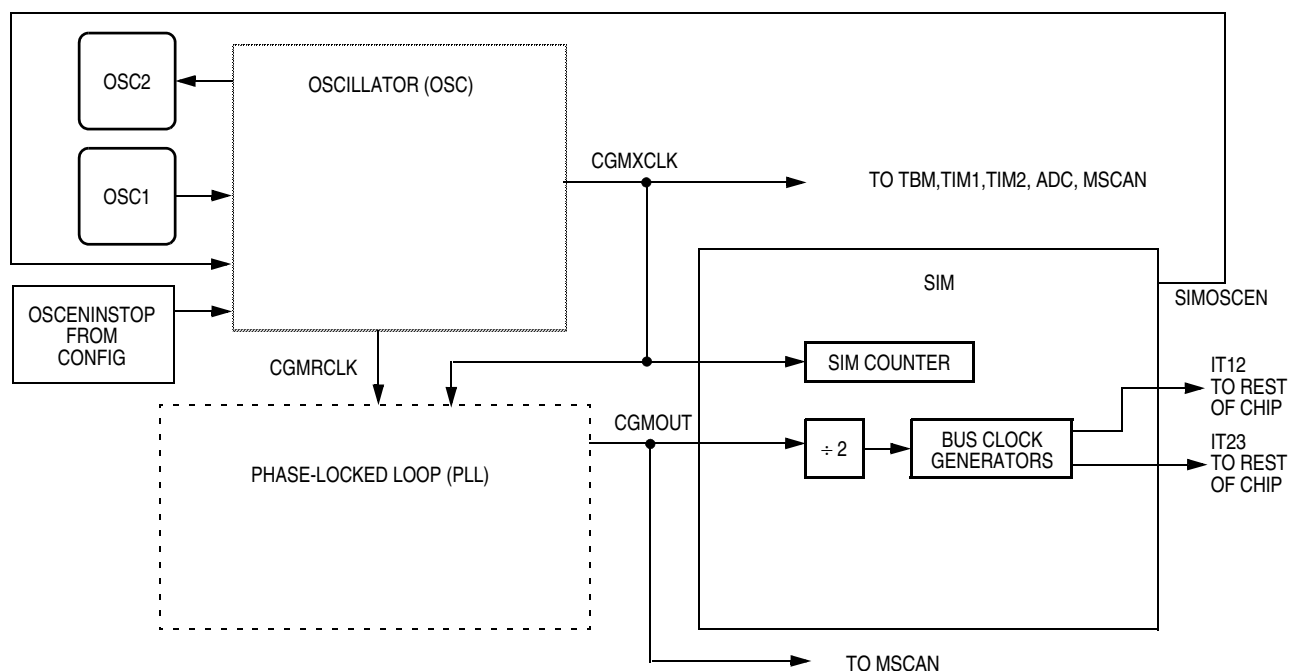 OSC2
OSCILLATOR (OSC)
CGMXCLK
OSC1
TO TBM,TIM1,TIM2, ADC, MSCAN
SIM
SIMOSCEN
OSCENINSTOP
FROM
CONFIG
CGMRCLK
SIM COUNTER
IT12
TO REST
OF CHIP
CGMOUT
÷ 2
BUS CLOCK
GENERATORS
IT23
TO REST
OF CHIP
PHASE-LOCKED LOOP (PLL)
TO MSCAN